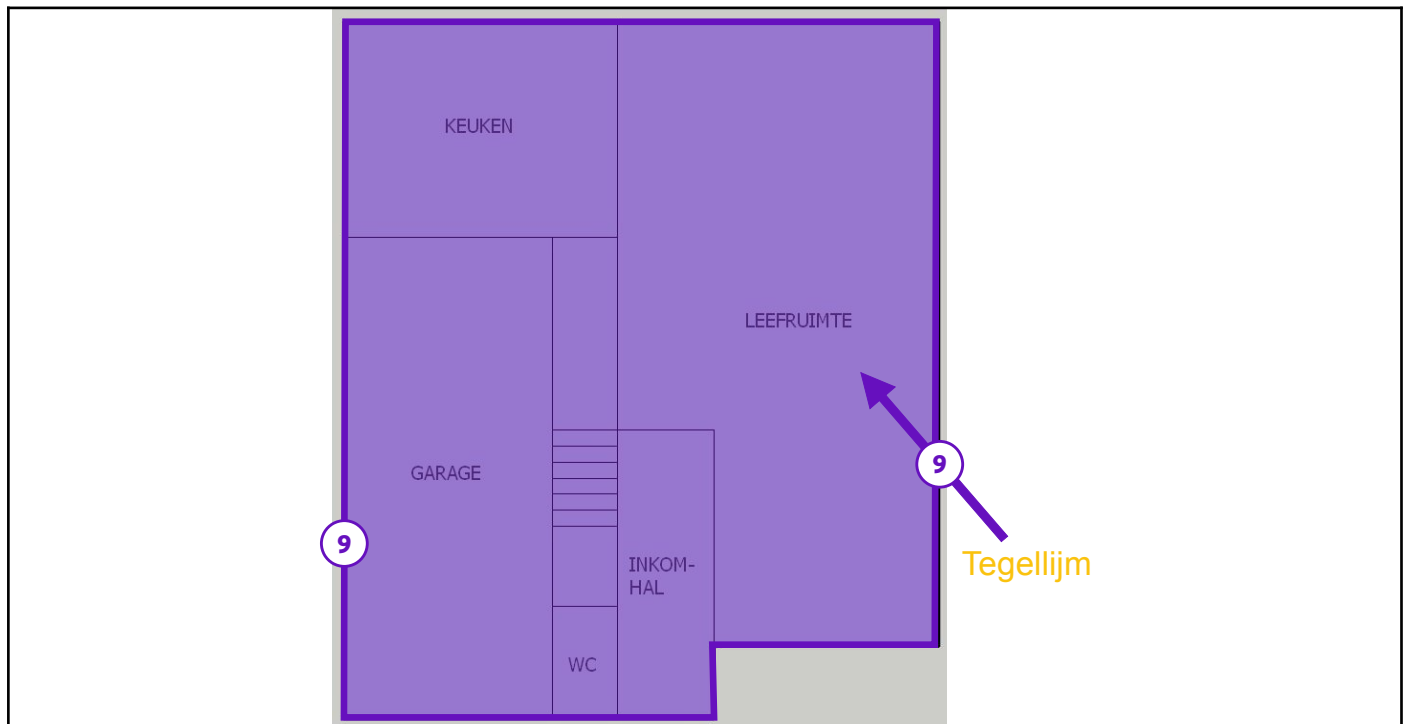 KEUKEN
LEEFRUIMTE
GARAGE
9
9
INKOM-
HAL
Tegellijm
WC